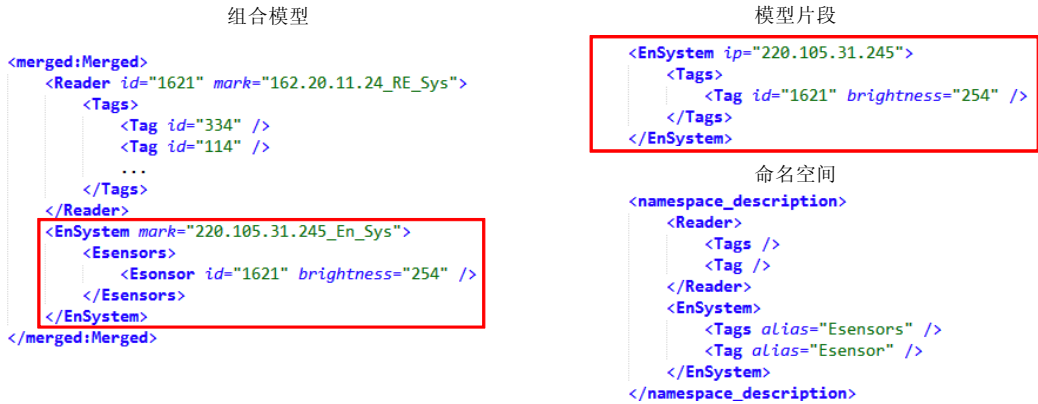 组合模型
<merged:Merged>
<Reader id="1621" mark="162.20.11.24_RE_Sys">
<Tags>
<Tag id="334" />
<Tag id="114" />
...
</Tags>
</Reader>
<EnSystem mark="220.105.31.245_En_Sys">
<Esensors>
<Esonsor id="1621" brightness="254" />
</Esensors>
</EnSystem>
</merged:Merged>
模型片段
<EnSystem ip="220.105.31.245">
<Tags>
<Tag id="1621" brightness="254" />
</Tags>
</EnSystem>
命名空间
<namespace_description>
<Reader>
<Tags />
<Tag />
</Reader>
<EnSystem>
<Tags alias="Esensors" />
<Tag alias="Esensor" />
</EnSystem>
</namespace_description>